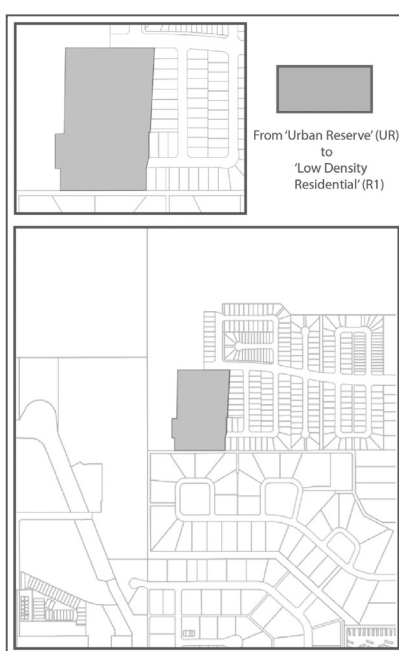 From 'Urban Reserve' (UR)
to
'Low Density
Residential' (R1)